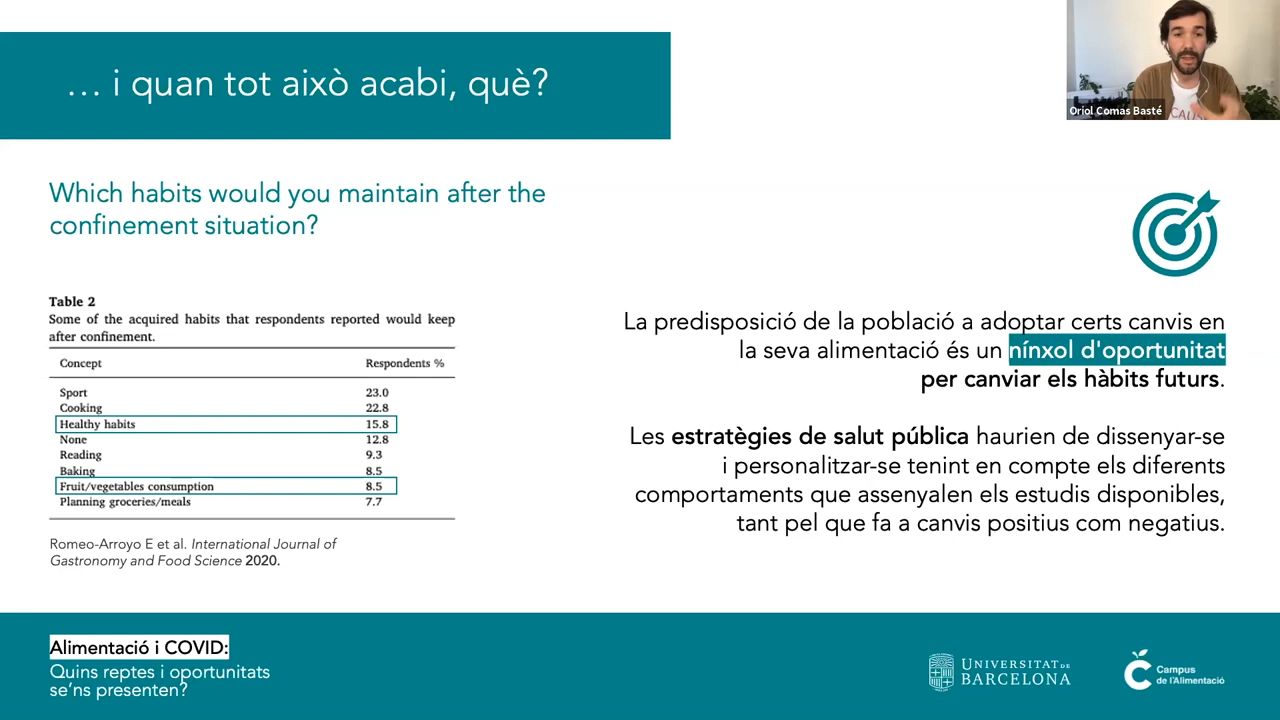 … i quan tot això acabi, què?
Oriol Comas Basté
Which habits would you maintain after the
confinement situation?
Table 2
Some of the acquired habits that respondents reported would keep
after confinement.
Concept Respondents %
Sport 23.0
Cooking 22.8
Healthy habits 15.8
None 12.8
Reading 9.3
Baking 8.5
Fruit/vegetables consumption 8.5
Planning groceries/meals 7.7
Romeo-Arroyo E et al. International Journal of
Gastronomy and Food Science 2020.
La predisposició de la població a adoptar certs canvis en
la seva alimentació és un nínxol d'oportunitat
per canviar els hàbits futurs.
Les estratègies de salut pública haurien de dissenyar-se
i personalitzar-se tenint en compte els diferents
comportaments que assenyalen els estudis disponibles,
tant pel que fa a canvis positius com negatius.
Alimentació i COVID:
Quins reptes i oportunitats
se'ns presenten?
UNIVERSITAT DE
BARCELONA
Campus
de l'Alimentació